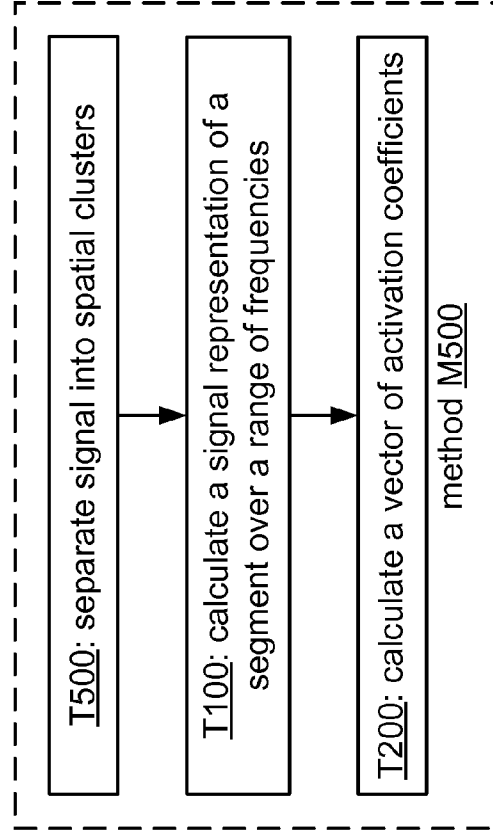 T500: separate signal into spatial clusters
T100: calculate a signal representation of a
segment over a range of frequencies
T200: calculate a vector of activation coefficients
method M500